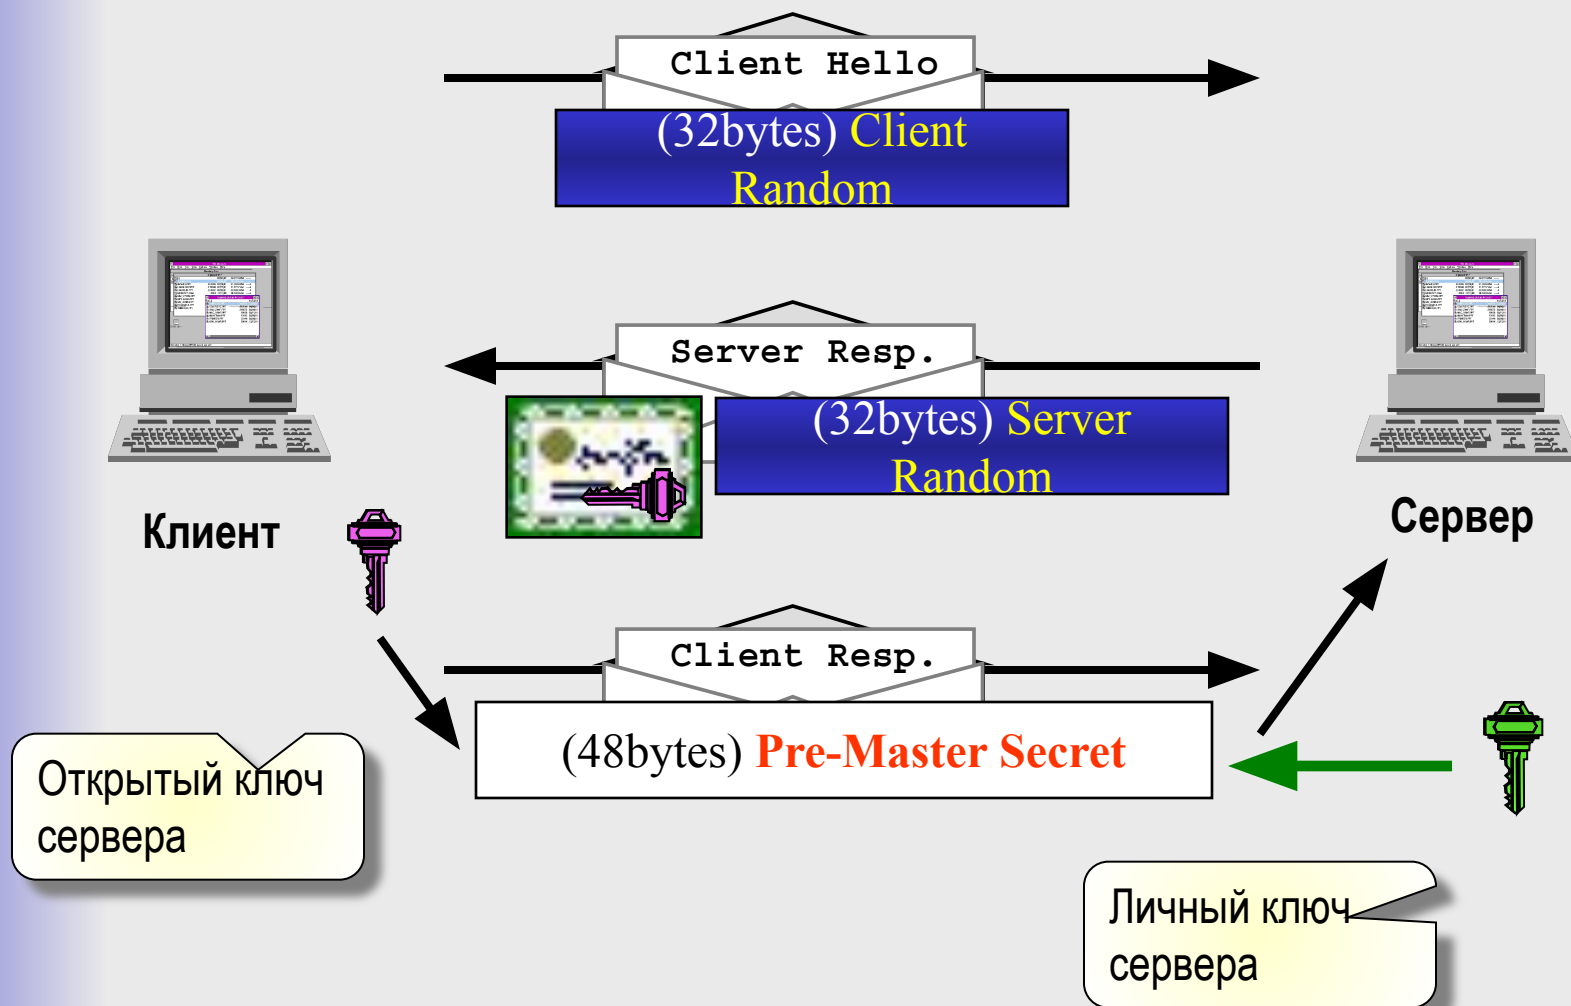 Client Hello
(32bytes) Client
Random
Server Resp.
(32bytes) Server
Random
Клиент
Сервер
Client Resp.
(48bytes) Pre-Master Secret
Открытый ключ
сервера
Личный ключ
сервера